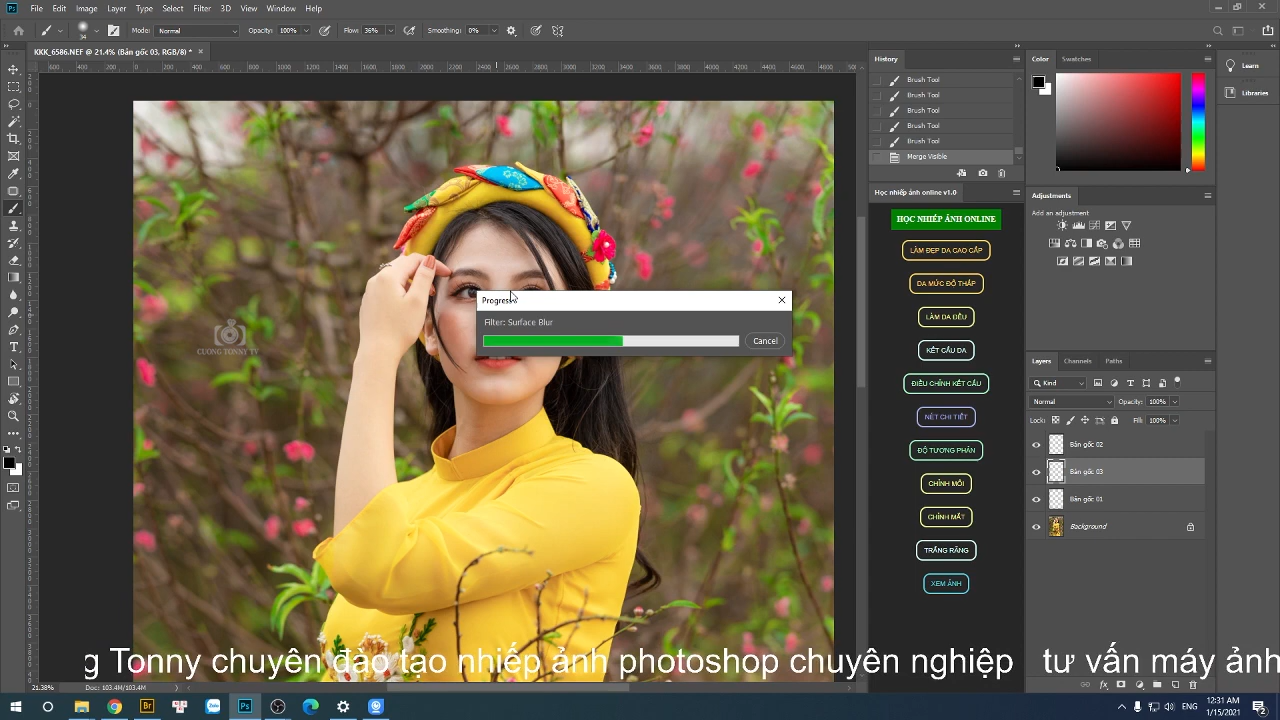 File Edit Image Layer Type Select Filter 3D View Window Help
Mode: Normal Opacity: 100% Flow: 36% Smoothing: 0%
KKK_6586.NEF @ 21.4% (Bản gốc 03, RGB/8) *
History
Brush Tool
Brush Tool
Brush Tool
Brush Tool
Brush Tool
Merge Visible
Học nhiếp ảnh online v1.0
HỌC NHIẾP ẢNH ONLINE
LÀM ĐẸP DA CAO CẤP
DA MỨC ĐỘ THẤP
LÀM DA ĐỀU
KẾT CẤU DA
ĐIỀU CHỈNH KẾT CẤU
NÉT CHI TIẾT
ĐỘ TƯƠNG PHẢN
CHỈNH MÔI
CHỈNH MẮT
TRẮNG RĂNG
XEM ẢNH
Color Swatches
Learn
Libraries
Adjustments
Add an adjustment
Layers Channels Paths
Kind
Normal Opacity: 100%
Lock: Fill: 100%
Bản gốc 02
Bản gốc 03
Bản gốc 01
Background
Progress
Filter: Surface Blur
Cancel
CUONG TONNY TV
g Tonny chuyên đào tạo nhiếp ảnh photoshop chuyên nghiệp tư vấn máy ảnh
21.38% Doc: 103.4M/103.4M
12:31 AM
1/15/2021